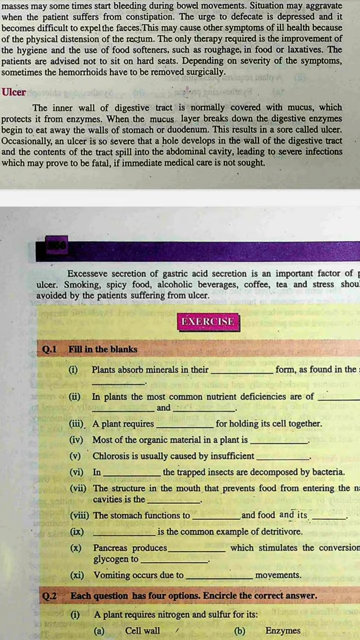 masses may some times start bleeding during bowel movements. Situation may aggravate
when the patient suffers from constipation. The urge to defecate is depressed and it
becomes difficult to expel the faeces. This may cause other symptoms of ill health because
of the physical distension of the rectum. The only therapy required is the improvement of
the hygiene and the use of food softeners, such as roughage, in food or laxatives. The
patients are advised not to sit on hard seats. Depending on severity of the symptoms,
sometimes the hemorrhoids have to be removed surgically.
Ulcer
The inner wall of digestive tract is normally covered with mucus, which
protects it from enzymes. When the mucus layer breaks down the digestive enzymes
begin to eat away the walls of stomach or duodenum. This results in a sore called ulcer.
Occasionally, an ulcer is so severe that a hole develops in the wall of the digestive tract
and the contents of the tract spill into the abdominal cavity, leading to severe infections
which may prove to be fatal, if immediate medical care is not sought.
Excesseve secretion of gastric acid secretion is an important factor of
ulcer. Smoking, spicy food, alcoholic beverages, coffee, tea and stress shou
avoided by the patients suffering from ulcer.
EXERCISE
Q.1 Fill in the blanks
(i) Plants absorb minerals in their ____________ form, as found in the
____________.
(ii) In plants the most common nutrient deficiencies are of ____________
____________ and ____________.
(iii) A plant requires ____________ for holding its cell together.
(iv) Most of the organic material in a plant is ____________.
(v) Chlorosis is usually caused by insufficient ____________.
(vi) In ____________ the trapped insects are decomposed by bacteria.
(vii) The structure in the mouth that prevents food from entering the n
cavities is the ____________.
(viii) The stomach functions to ____________ and food and its ____________.
(ix) ____________ is the common example of detritivore.
(x) Pancreas produces ____________ which stimulates the conversion
glycogen to ____________.
(xi) Vomiting occurs due to ____________ movements.
Q.2 Each question has four options. Encircle the correct answer.
(i) A plant requires nitrogen and sulfur for its:
(a) Cell wall (b) Enzymes